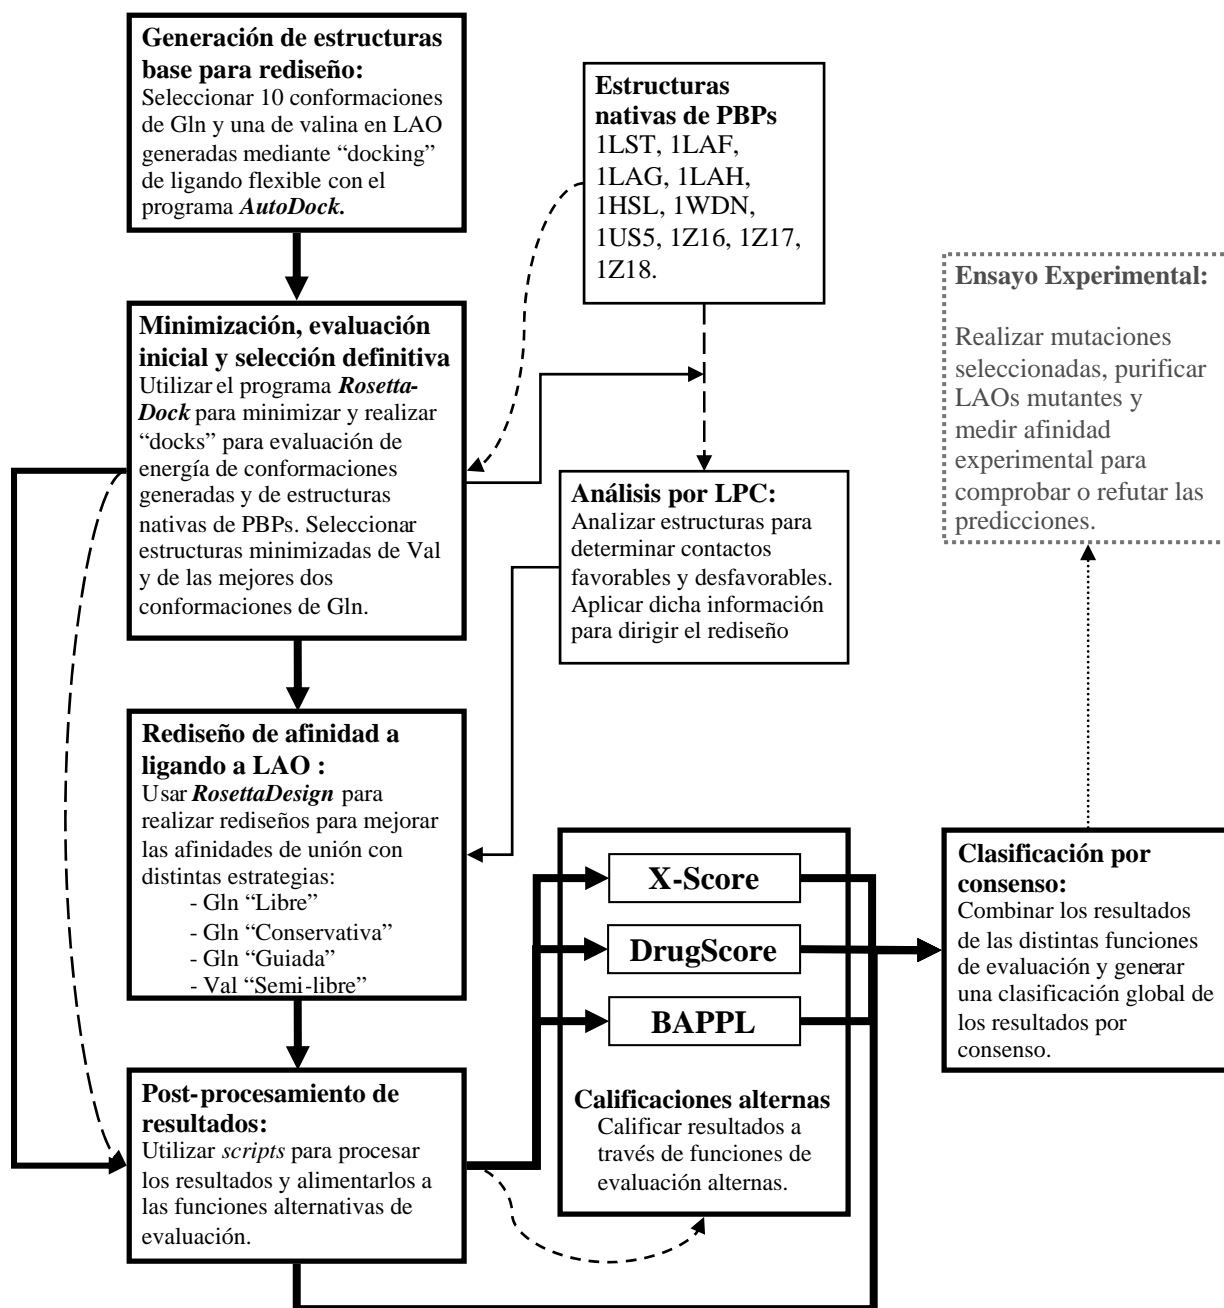 Generación de estructuras
base para rediseño:
Seleccionar 10 conformaciones
de Gln y una de valina en LAO
generadas mediante “docking”
de ligando flexible con el
programa AutoDock.
Estructuras
nativas de PBPs
1LST, 1LAF,
1LAG, 1LAH,
1HSL, 1WDN,
1US5, 1Z16, 1Z17,
1Z18.
Minimización, evaluación
inicial y selección definitiva
Utilizar el programa Rosetta-
Dock para minimizar y realizar
“docks” para evaluación de
energía de conformaciones
generadas y de estructuras
nativas de PBPs. Seleccionar
estructuras minimizadas de Val
y de las mejores dos
conformaciones de Gln.
Análisis por LPC:
Analizar estructuras para
determinar contactos
favorables y desfavorables.
Aplicar dicha información
para dirigir el rediseño
Ensayo Experimental:
Realizar mutaciones
seleccionadas, purificar
LAOs mutantes y
medir afinidad
experimental para
comprobar o refutar las
predicciones.
Rediseño de afinidad a
ligando a LAO :
Usar RosettaDesign para
realizar rediseños para mejorar
las afinidades de unión con
distintas estrategias:
- Gln “Libre”
- Gln “Conservativa”
- Gln “Guiada”
- Val “Semi-libre”
X-Score
DrugScore
BAPPL
Calificaciones alternas
Calificar resultados a
través de funciones de
evaluación alternas.
Clasificación por
consenso:
Combinar los resultados
de las distintas funciones
de evaluación y generar
una clasificación global de
los resultados por
consenso.
Post-procesamiento de
resultados:
Utilizar scripts para procesar
los resultados y alimentarlos a
las funciones alternativas de
evaluación.